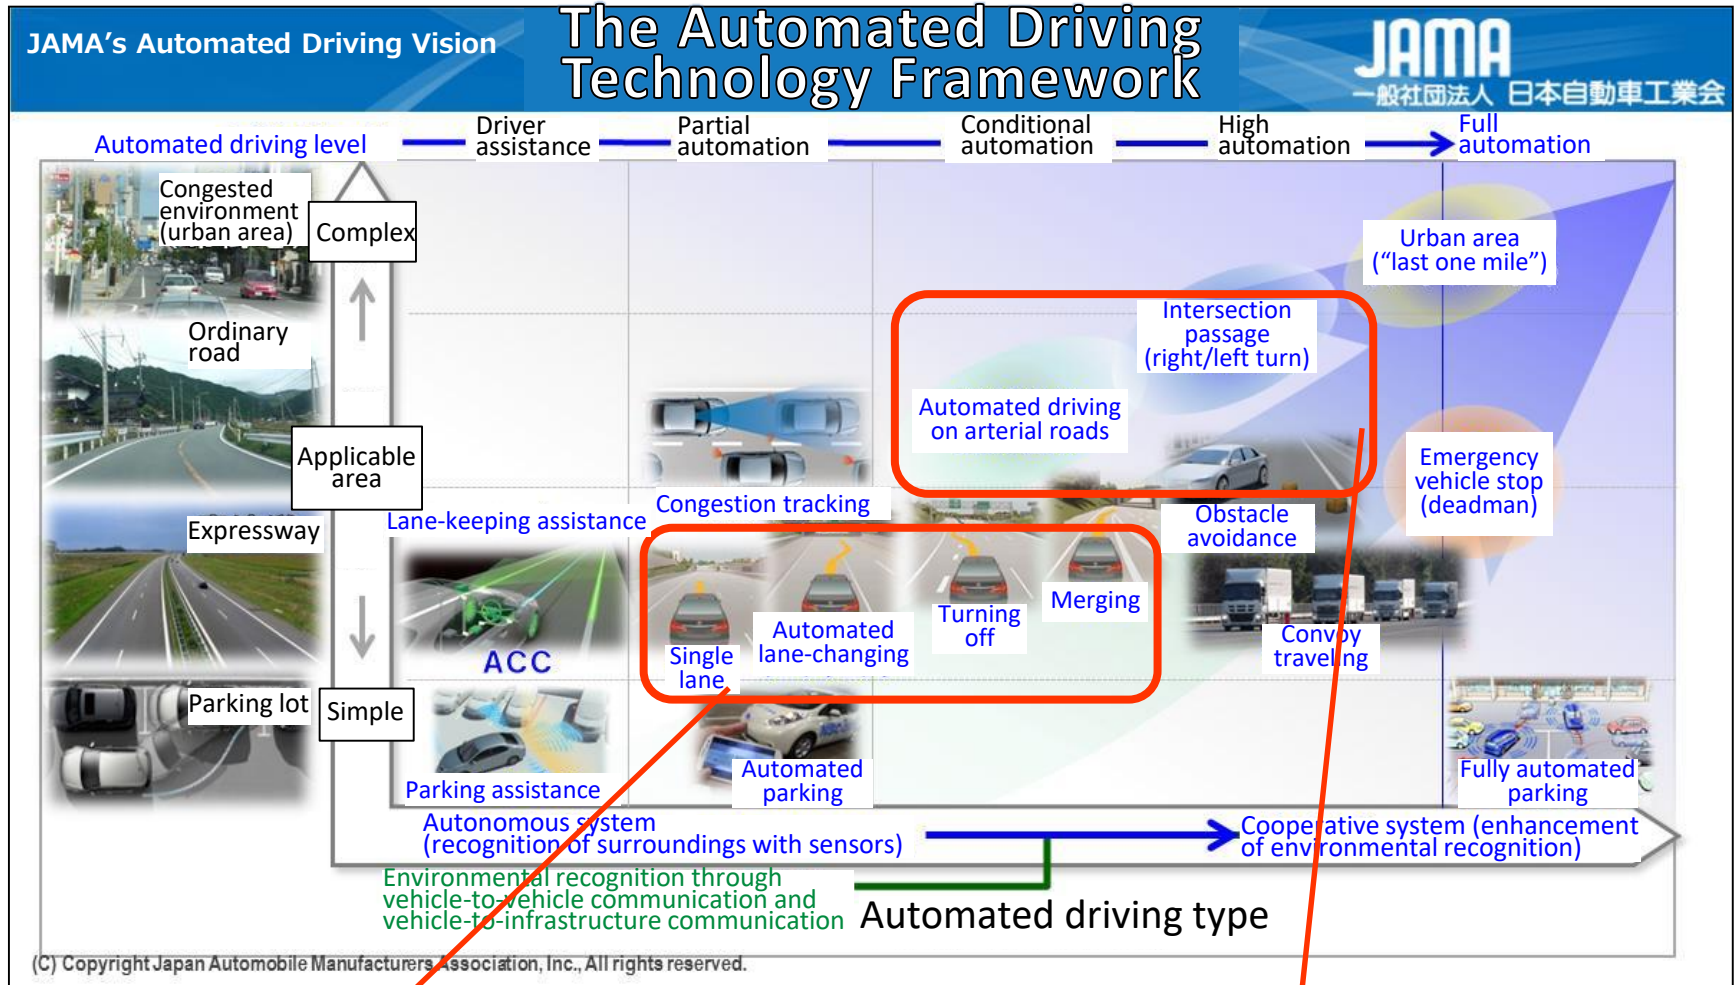 JAMA’s Automated Driving Vision
The Automated Driving
Technology Framework
JAMA
一般社団法人 日本自動車工業会
Automated driving level
Driver
assistance
Partial
automation
Conditional
automation
High
automation
Full
automation
Congested
environment
(urban area)
Complex
Ordinary
road
Applicable
area
Expressway
Parking lot
Simple
Urban area
(“last one mile”)
Intersection
passage
(right/left turn)
Automated driving
on arterial roads
Emergency
vehicle stop
(deadman)
Congestion tracking
Lane-keeping assistance
Obstacle
avoidance
ACC
Single
lane
Automated
lane-changing
Turning
off
Merging
Convoy
traveling
Parking assistance
Automated
parking
Fully automated
parking
Autonomous system
(recognition of surroundings with sensors)
Cooperative system (enhancement
of environmental recognition)
Environmental recognition through
vehicle-to-vehicle communication and
vehicle-to-infrastructure communication
Automated driving type
(C) Copyright Japan Automobile Manufacturers Association, Inc., All rights reserved.